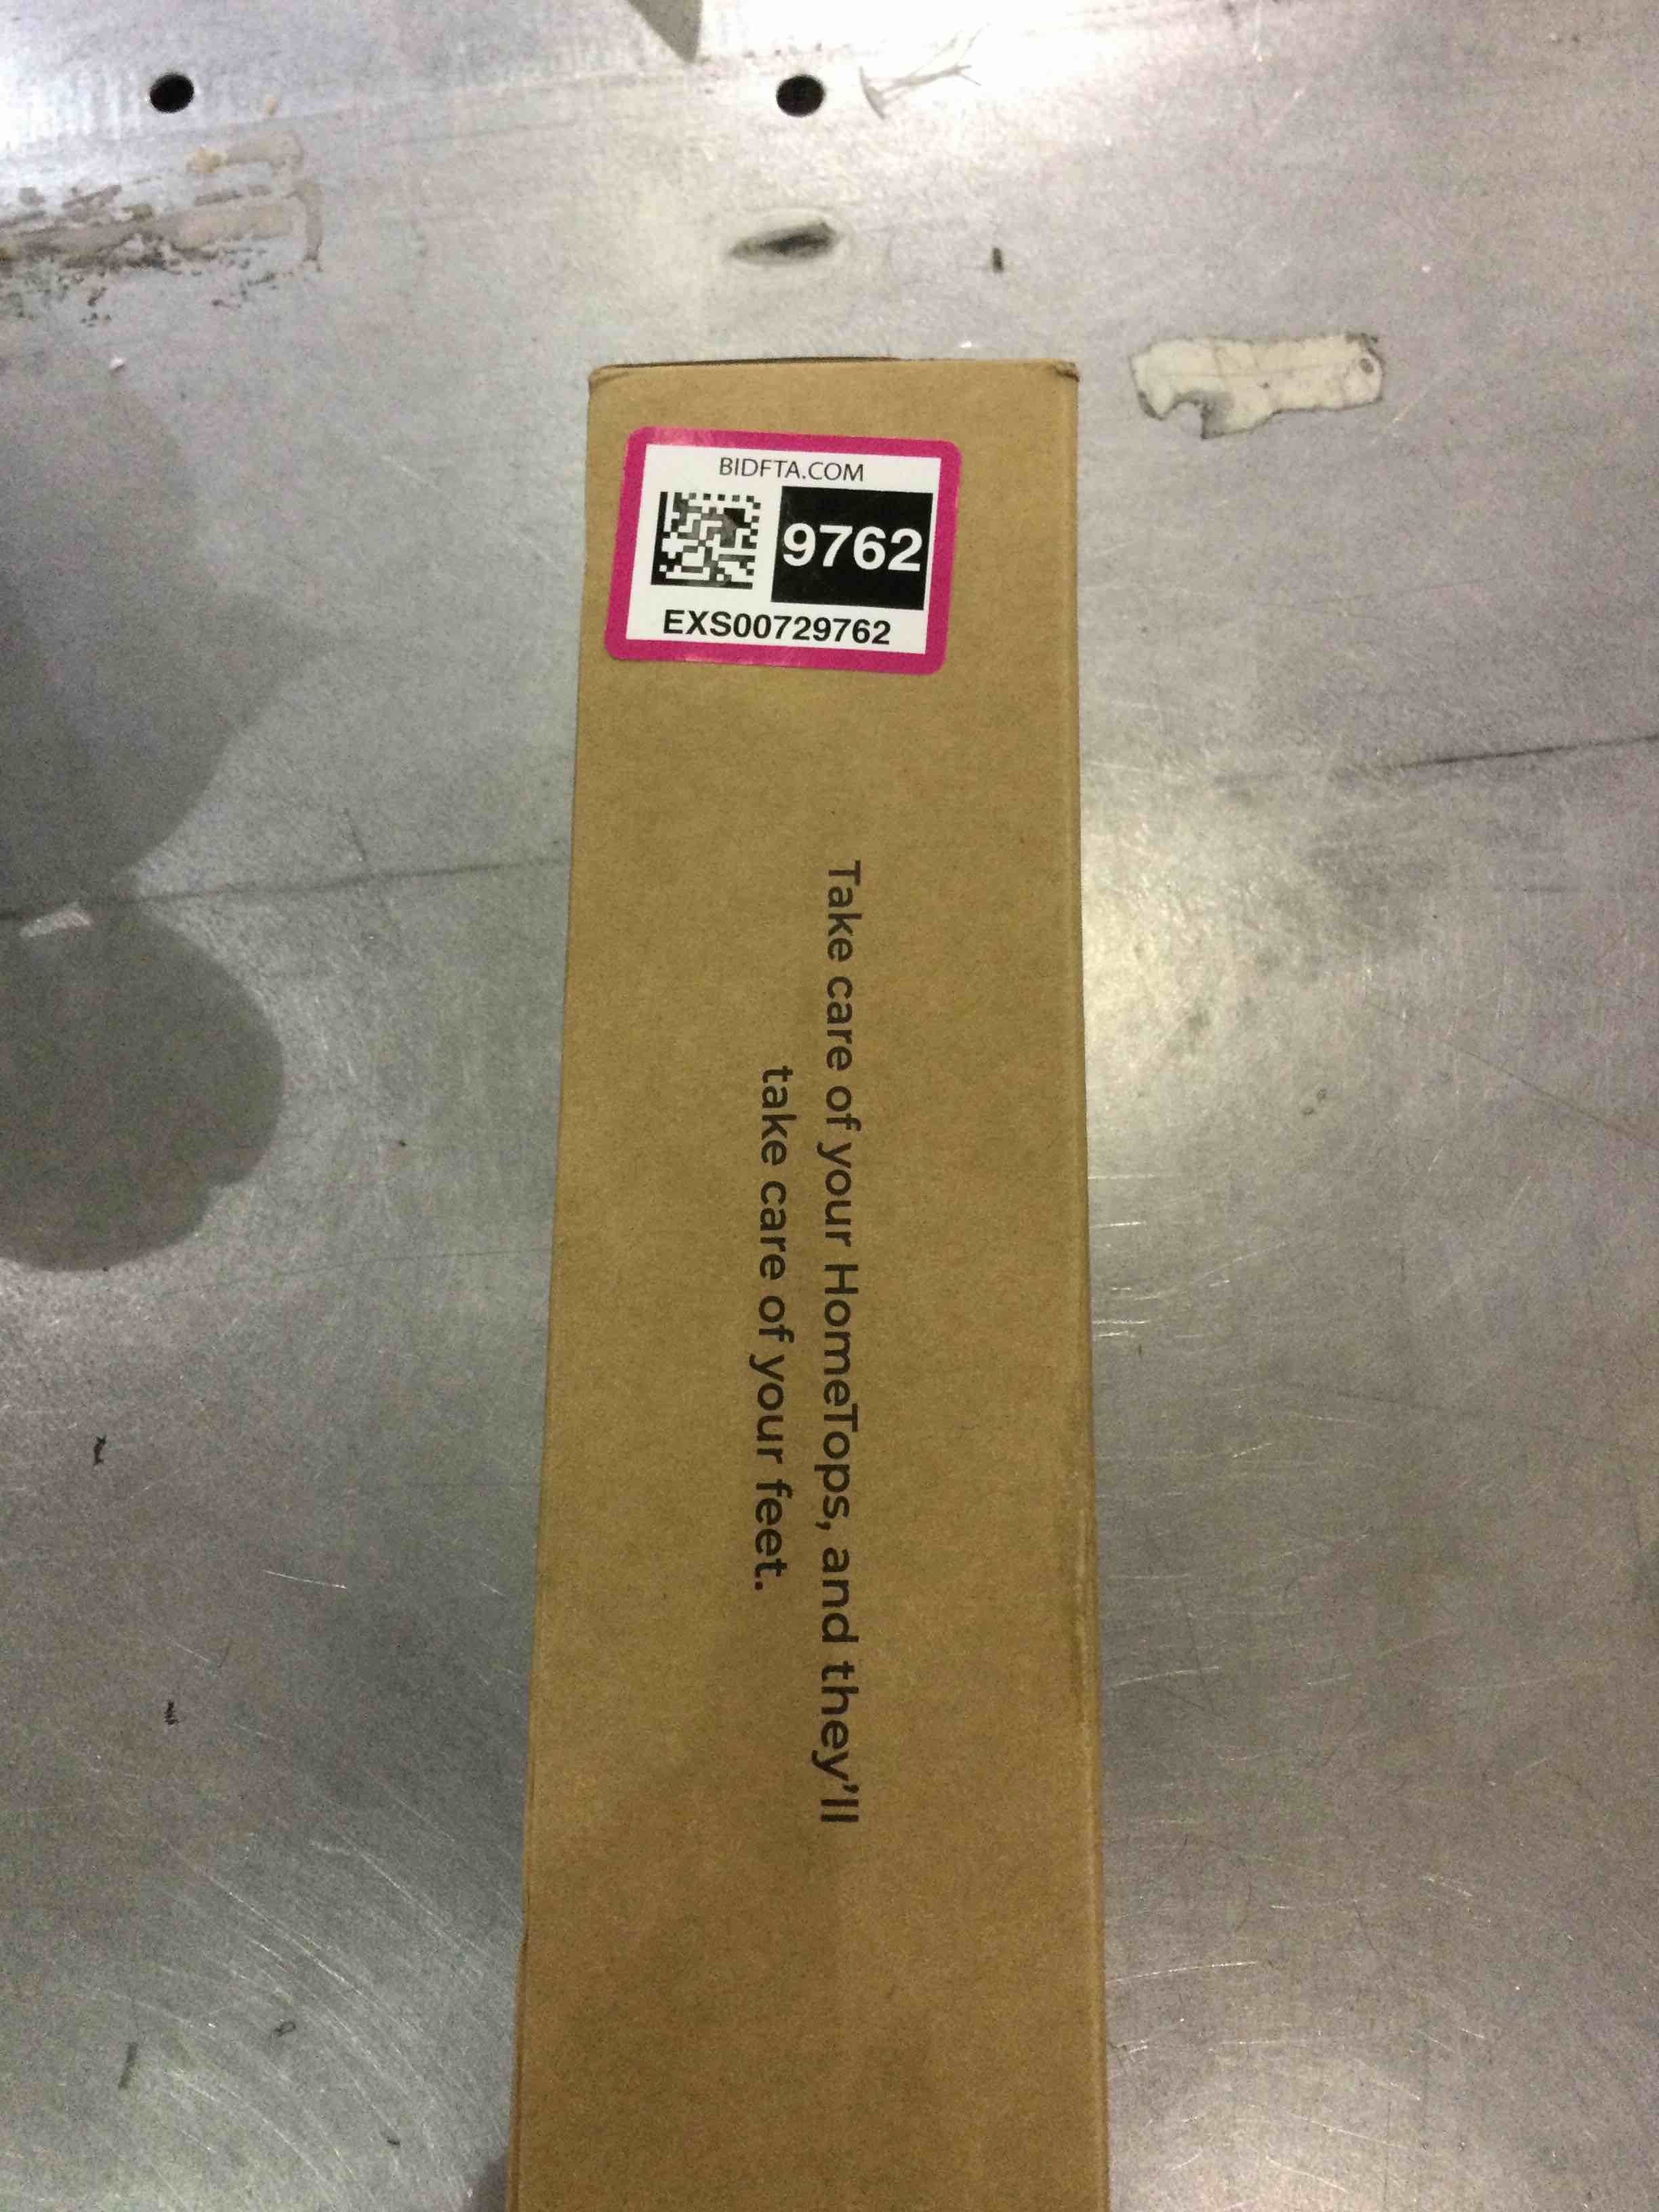 BIDFTA.COM
9762
EXS00729762
Take care of your HomeTops, and they'll
take care of your feet.